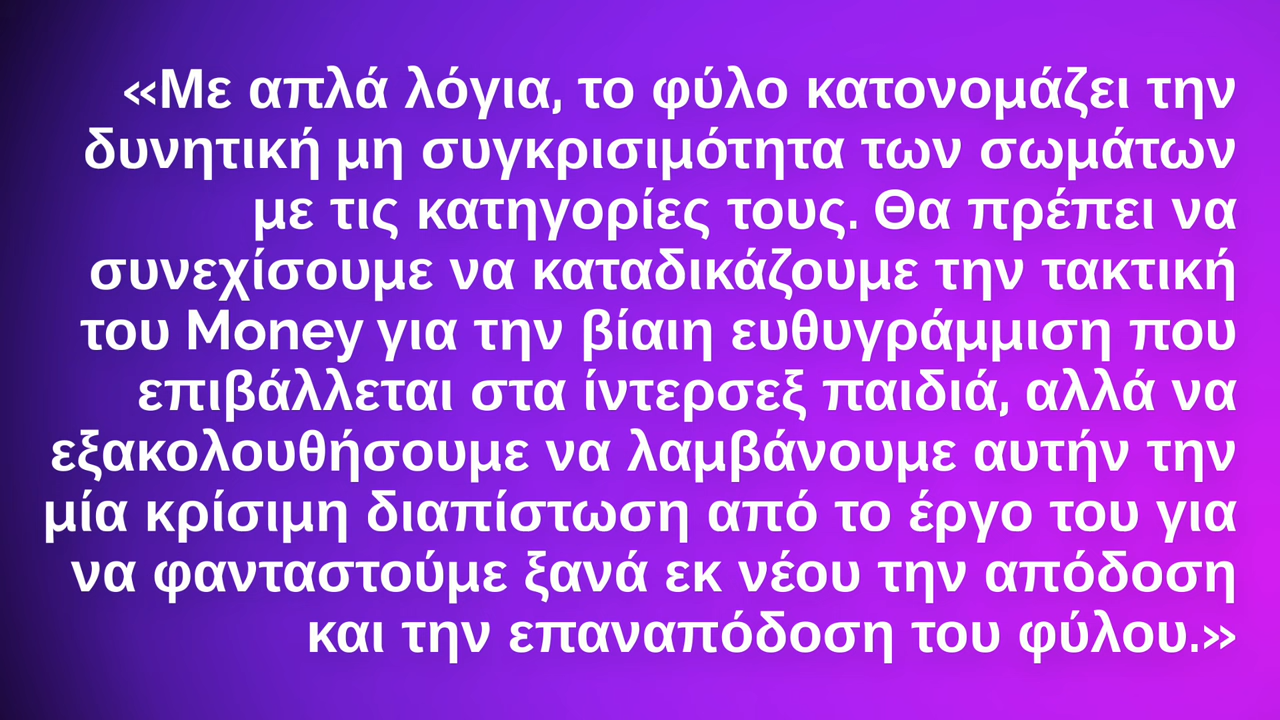 «Με απλά λόγια, το φύλο κατονομάζει την
δυνητική μη συγκρισιμότητα των σωμάτων
με τις κατηγορίες τους. Θα πρέπει να
συνεχίσουμε να καταδικάζουμε την τακτική
του Money για την βίαιη ευθυγράμμιση που
επιβάλλεται στα ίντερσεξ παιδιά, αλλά να
εξακολουθήσουμε να λαμβάνουμε αυτήν την
μία κρίσιμη διαπίστωση από το έργο του για
να φανταστούμε ξανά εκ νέου την απόδοση
και την επαναπόδοση του φύλου.»